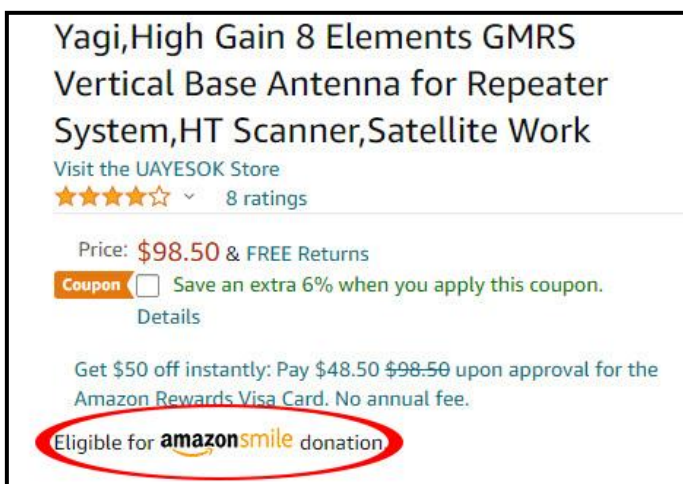 Yagi,High Gain 8 Elements GMRS
Vertical Base Antenna for Repeater
System,HT Scanner,Satellite Work
Visit the UAYESOK Store
8 ratings
Price: $98.50 & FREE Returns
Coupon Save an extra 6% when you apply this coupon.
Details
Get $50 off instantly: Pay $48.50 $98.50 upon approval for the
Amazon Rewards Visa Card. No annual fee.
Eligible for amazonsmile donation.